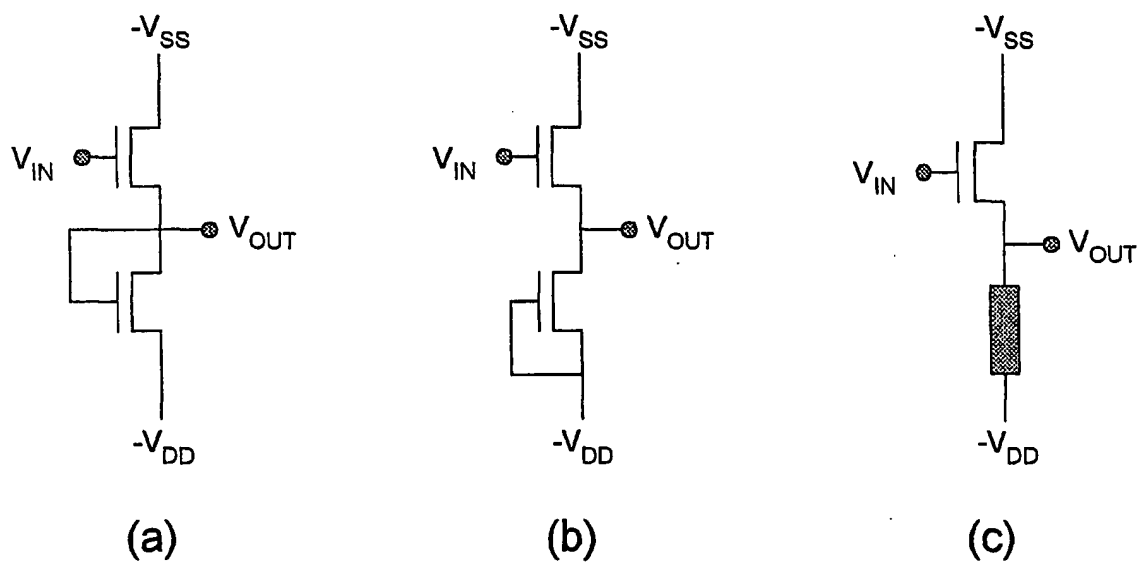 -VSS -VSS -VSS
VIN VIN VIN
VOUT VOUT VOUT
-VDD -VDD -VDD
(a) (b) (c)